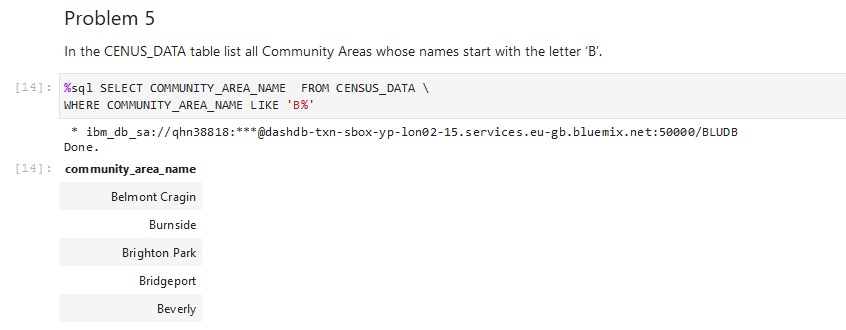 Problem 5
In the CENUS_DATA table list all Community Areas whose names start with the letter ‘B’.
[14]: %sql SELECT COMMUNITY_AREA_NAME  FROM CENSUS_DATA \
WHERE COMMUNITY_AREA_NAME LIKE 'B%'
* ibm_db_sa://qhn38818:***@dashdb-txn-sbox-yp-lon02-15.services.eu-gb.bluemix.net:50000/BLUDB
Done.
[14]: community_area_name
Belmont Cragin
Burnside
Brighton Park
Bridgeport
Beverly